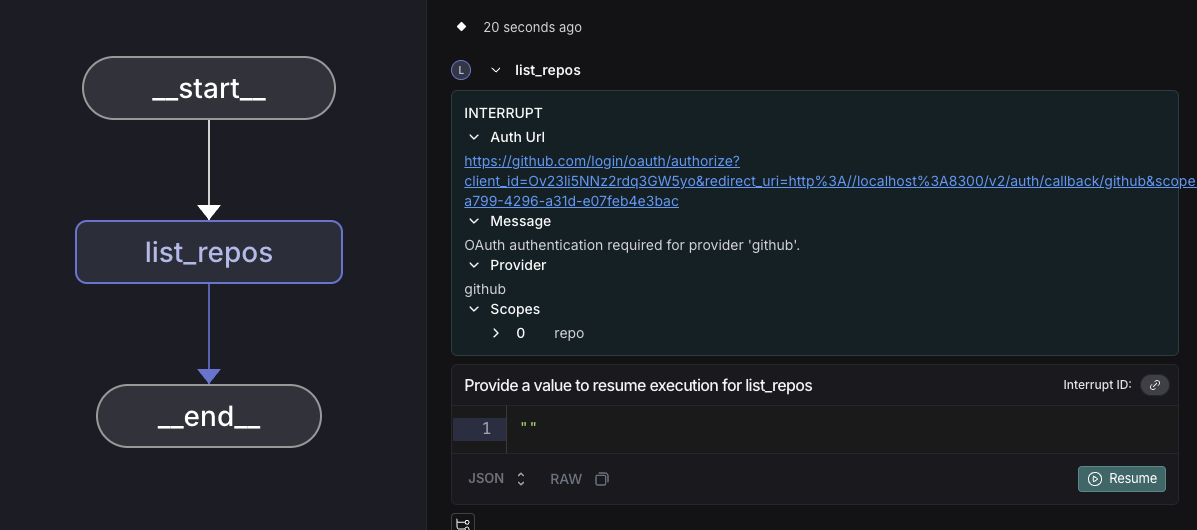 __start__
list_repos
__end__
20 seconds ago
L
list_repos
INTERRUPT
Auth Url
https://github.com/login/oauth/authorize?
client_id=Ov23li5NNz2rdq3GW5yo&redirect_uri=http%3A//localhost%3A8300/v2/auth/callback/github&scope
a799-4296-a31d-e07feb4e3bac
Message
OAuth authentication required for provider 'github'.
Provider
github
Scopes
0 repo
Provide a value to resume execution for list_repos
Interrupt ID:
1 ""
JSON RAW
Resume